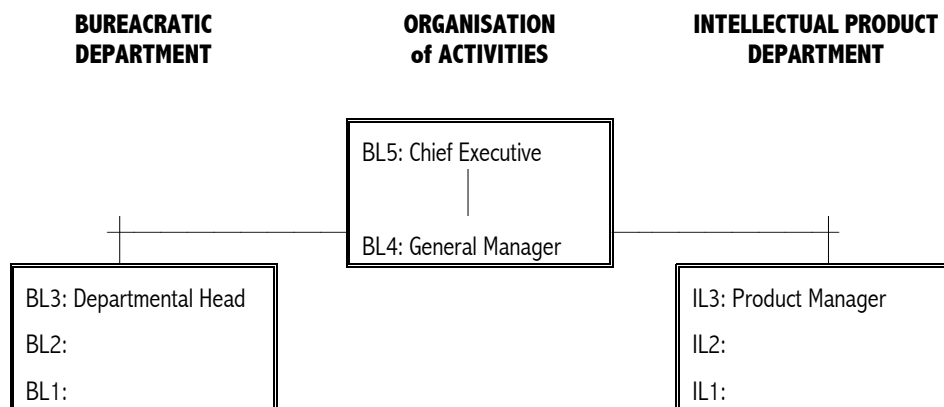 BUREACRATIC
DEPARTMENT
ORGANISATION
of ACTIVITIES
INTELLECTUAL PRODUCT
DEPARTMENT
BL5: Chief Executive
BL4: General Manager
BL3: Departmental Head
BL2:
BL1:
IL3: Product Manager
IL2:
IL1: